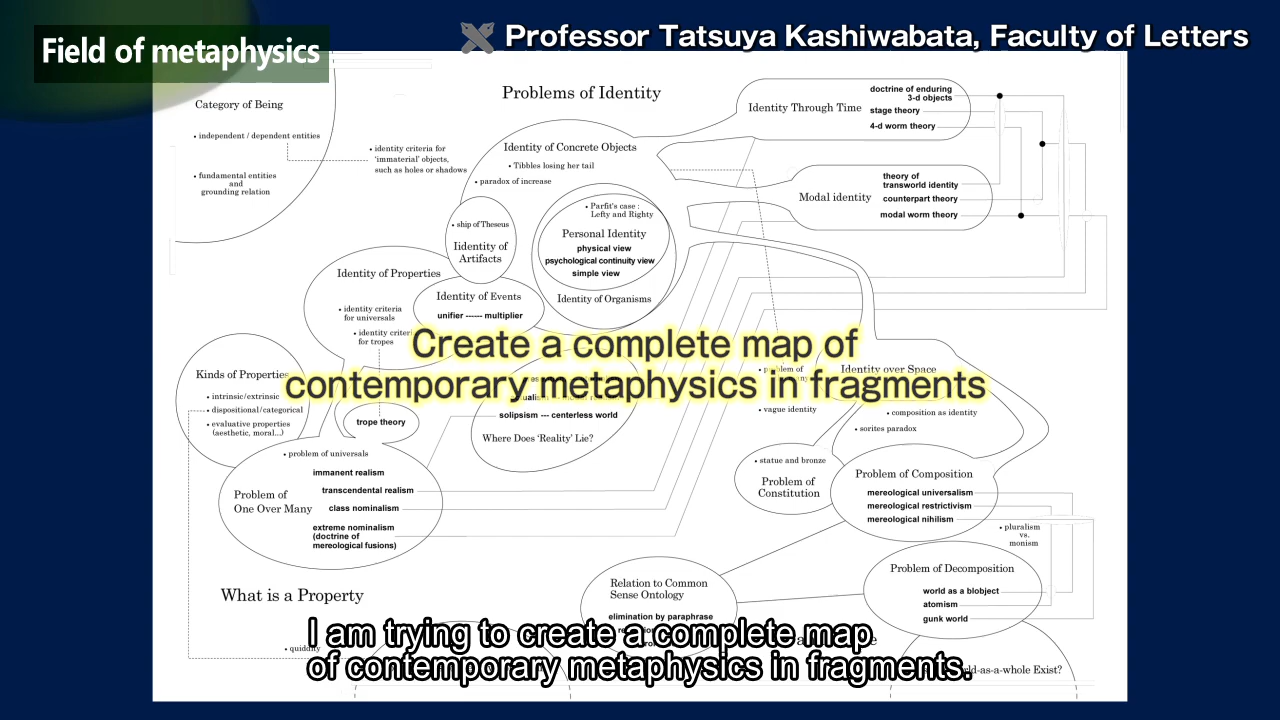 Field of metaphysics
Professor Tatsuya Kashiwabata, Faculty of Letters
Category of Being
• independent / dependent entities
• fundamental entities
and
grounding relation
• identity criteria for
'immaterial' objects,
such as holes or shadows
Problems of Identity
Identity of Concrete Objects
• Tibbles losing her tail
• paradox of increase
• ship of Theseus
Iidentity of
Artifacts
• Parfit's case :
Lefty and Righty
Personal Identity
physical view
psychological continuity view
simple view
Identity of Organisms
Identity Through Time
doctrine of enduring
3-d objects
stage theory
4-d worm theory
Modal identity
theory of
transworld identity
counterpart theory
modal worm theory
Identity of Properties
• identity criteria
for universals
• identity
for tropes
Identity of Events
unifier ------ multiplier
Create a complete map of
contemporary metaphysics in fragments
Kinds of Properties
• intrinsic/extrinsic
• dispositional/categorical
• evaluative properties
(aesthetic, moral...)
trope theory
solipsism --- centerless world
Where Does 'Reality' Lie?
• problem of
Identity over Space
• vague identity
• composition as identity
• sorites paradox
• problem of universals
immanent realism
Problem of
One Over Many
transcendental realism
class nominalism
extreme nominalism
(doctrine of
mereological fusions)
• statue and bronze
Problem of
Constitution
Problem of Composition
mereological universalism
mereological restrictivism
mereological nihilism
• pluralism
vs.
monism
Problem of Decomposition
world as a blobject
atomism
gunk world
What is a Property
• quiddity
Relation to Common
Sense Ontology
elimination by paraphrase
I am trying to create a complete map
of contemporary metaphysics in fragments.
Exist?